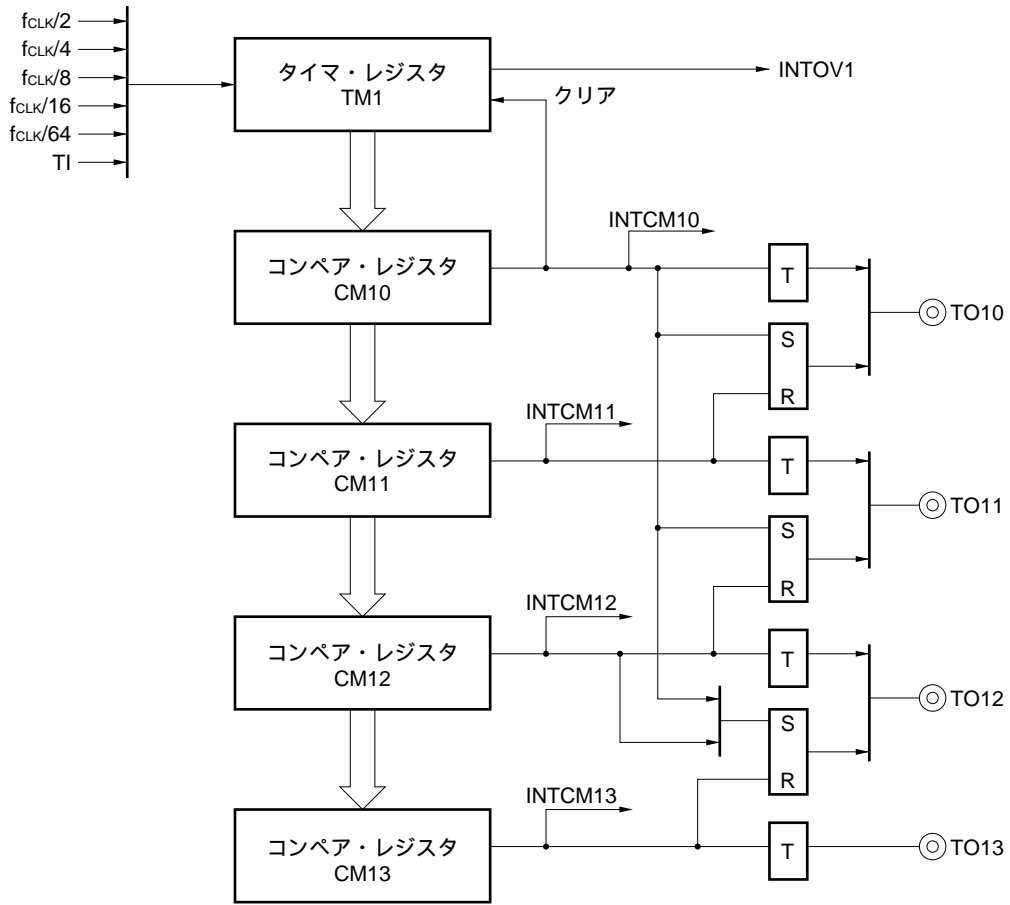 fCLK/2
fCLK/4
fCLK/8
fCLK/16
fCLK/64
TI
タイマ・レジスタ
TM1
INTOV1
クリア
コンペア・レジスタ
CM10
INTCM10
T
S
R
TO10
コンペア・レジスタ
CM11
INTCM11
T
S
R
TO11
コンペア・レジスタ
CM12
INTCM12
T
S
R
TO12
コンペア・レジスタ
CM13
INTCM13
T
TO13